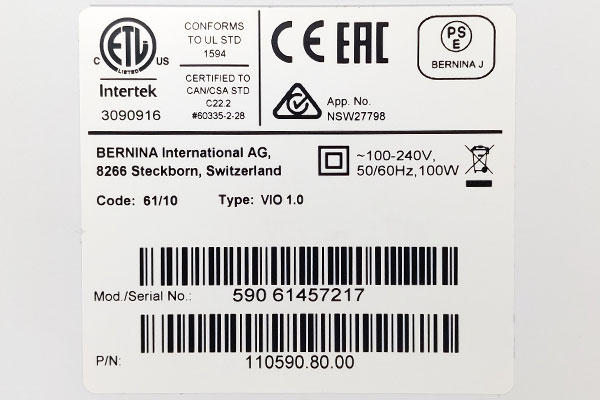 ETL
C US
LISTED
Intertek
3090916
CONFORMS
TO UL STD
1594
CERTIFIED TO
CAN/CSA STD
C22.2
#60335-2-28
CE EAC
App. No.
NSW27798
PS
E
BERNINA J
BERNINA International AG,
8266 Steckborn, Switzerland
~100-240V,
50/60Hz, 100W
Code: 61/10 Type: VIO 1.0
Mod./Serial No.: 590 61457217
P/N: 110590.80.00